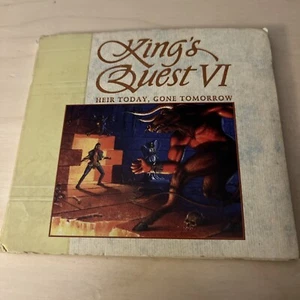 King's
Quest VI
HEIR TODAY, GONE TOMORROW